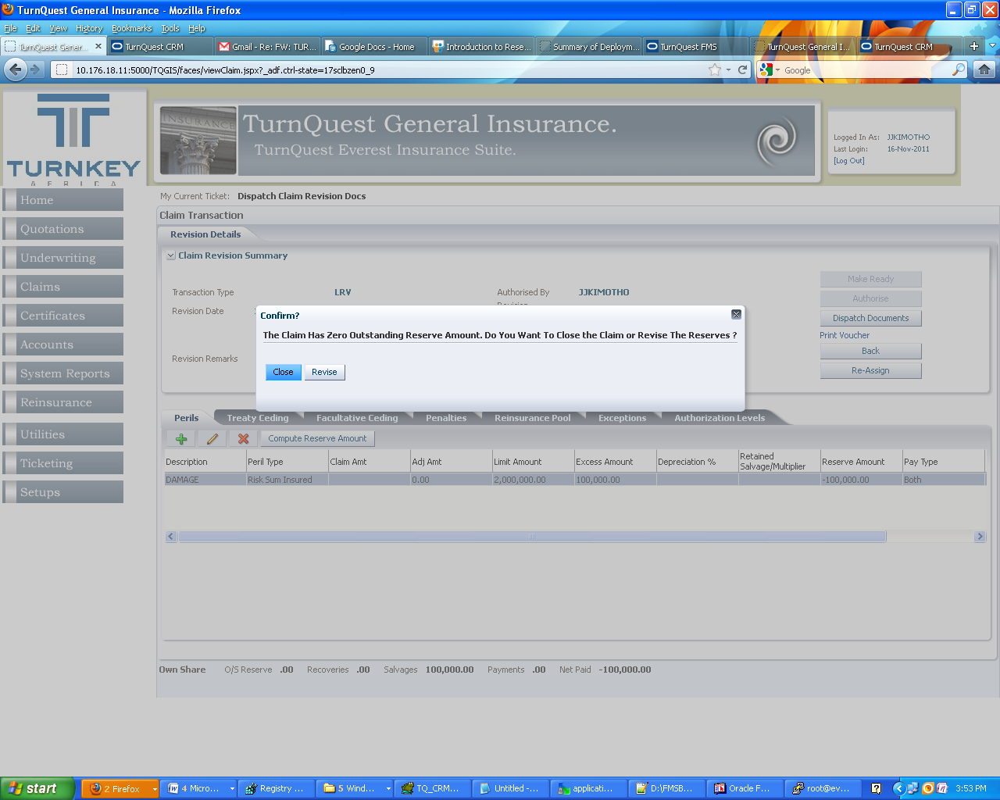 TurnQuest General Insurance - Mozilla Firefox
File Edit View History Bookmarks Tools Help
TurnQuest Gener... TurnQuest CRM Gmail - Re: FW: TUR... Google Docs - Home Introduction to Rese... Summary of Deploym... TurnQuest FMS TurnQuest General I... TurnQuest CRM
10.176.18.11:5000/TQGIS/faces/viewClaim.jspx?_adf.ctrl-state=17sclbzen0_9 Google
TURNKEY
AFRICA
INSURANCE
TurnQuest General Insurance.
TurnQuest Everest Insurance Suite.
Logged In As: JJKIMOTHO
Last Login: 16-Nov-2011
[Log Out]
Home
Quotations
Underwriting
Claims
Certificates
Accounts
System Reports
Reinsurance
Utilities
Ticketing
Setups
My Current Ticket: Dispatch Claim Revision Docs
Claim Transaction
Revision Details
Claim Revision Summary
Transaction Type LRV Authorised By JJKIMOTHO
Revision Date
Revision Remarks
Make Ready
Authorise
Dispatch Documents
Print Voucher
Back
Re-Assign
Confirm?
The Claim Has Zero Outstanding Reserve Amount. Do You Want To Close the Claim or Revise The Reserves ?
Close Revise
Perils Treaty Ceding Facultative Ceding Penalties Reinsurance Pool Exceptions Authorization Levels
Compute Reserve Amount
Description Peril Type Claim Amt Adj Amt Limit Amount Excess Amount Depreciation % Retained Salvage/Multiplier Reserve Amount Pay Type
DAMAGE Risk Sum Insured 0.00 2,000,000.00 100,000.00 -100,000.00 Both
Own Share O/S Reserve .00 Recoveries .00 Salvages 100,000.00 Payments .00 Net Paid -100,000.00
start 2 Firefox 4 Micro... Registry ... 5 Wind... TQ_CRM... Untitled -... applicati... D:\FMSB... Oracle F... root@ev... 3:53 PM